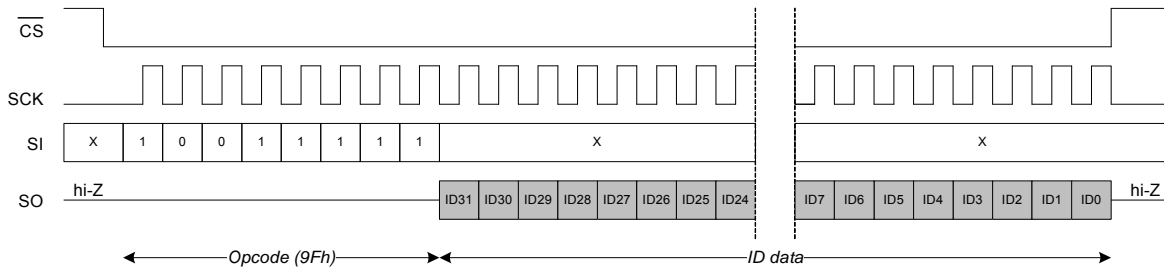 CS
SCK
SI X 1 0 0 1 1 1 1 1 X X
SO hi-Z ID31 ID30 ID29 ID28 ID27 ID26 ID25 ID24 ID7 ID6 ID5 ID4 ID3 ID2 ID1 ID0 hi-Z
Opcode (9Fh) ID data